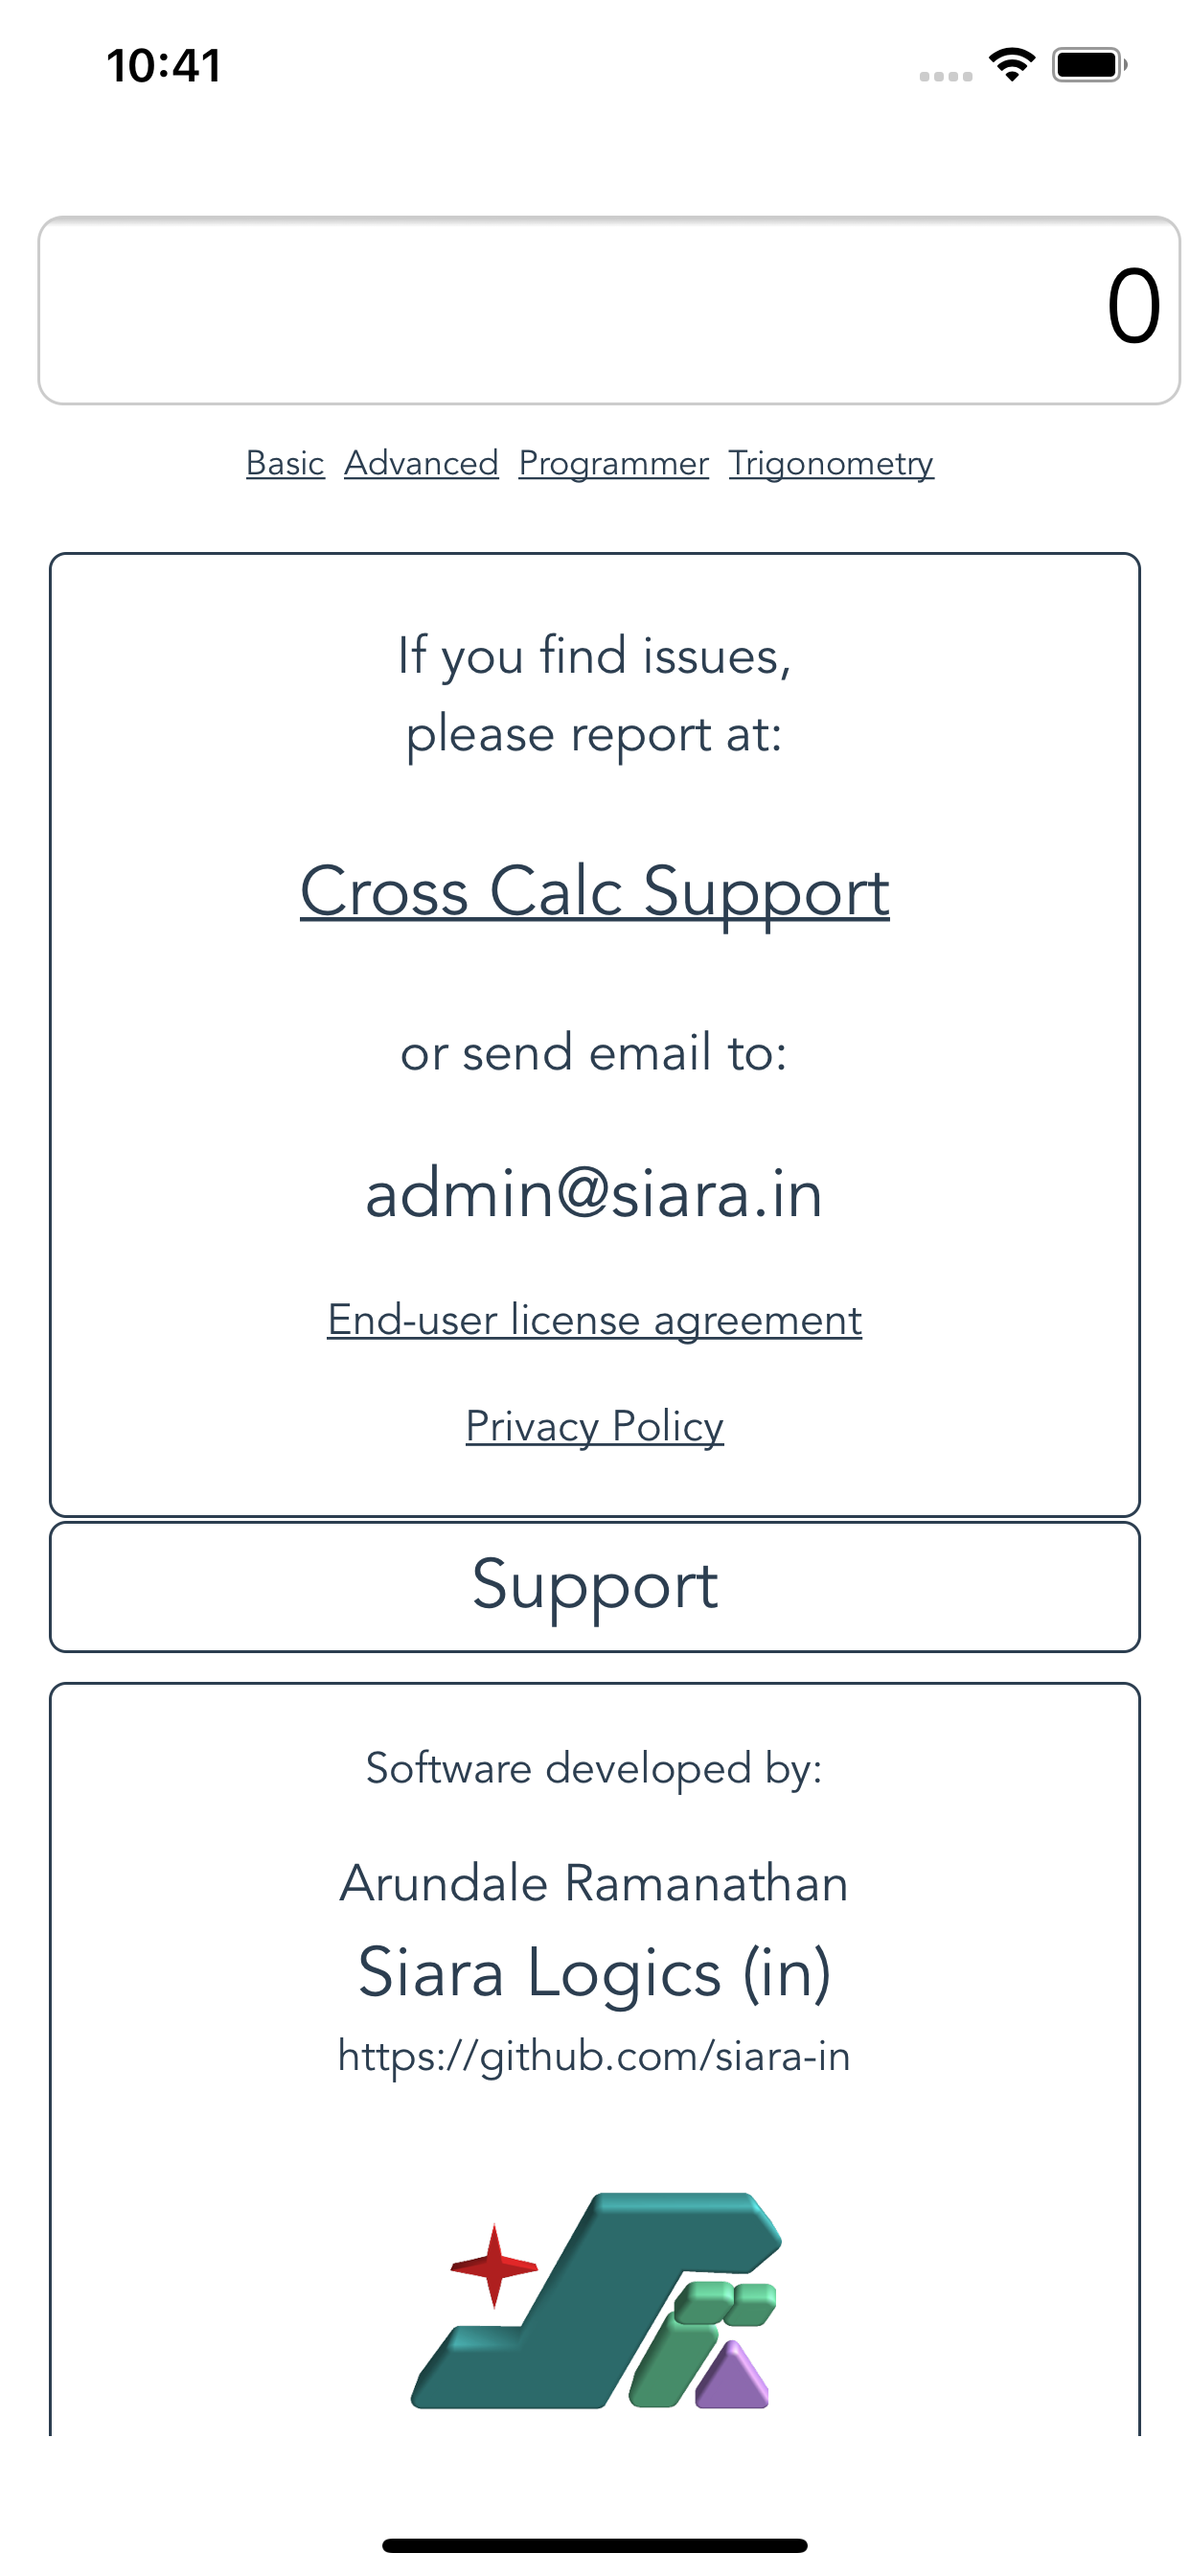 10:41
0
Basic Advanced Programmer Trigonometry
If you find issues,
please report at:
Cross Calc Support
or send email to:
admin@siara.in
End-user license agreement
Privacy Policy
Support
Software developed by:
Arundale Ramanathan
Siara Logics (in)
https://github.com/siara-in